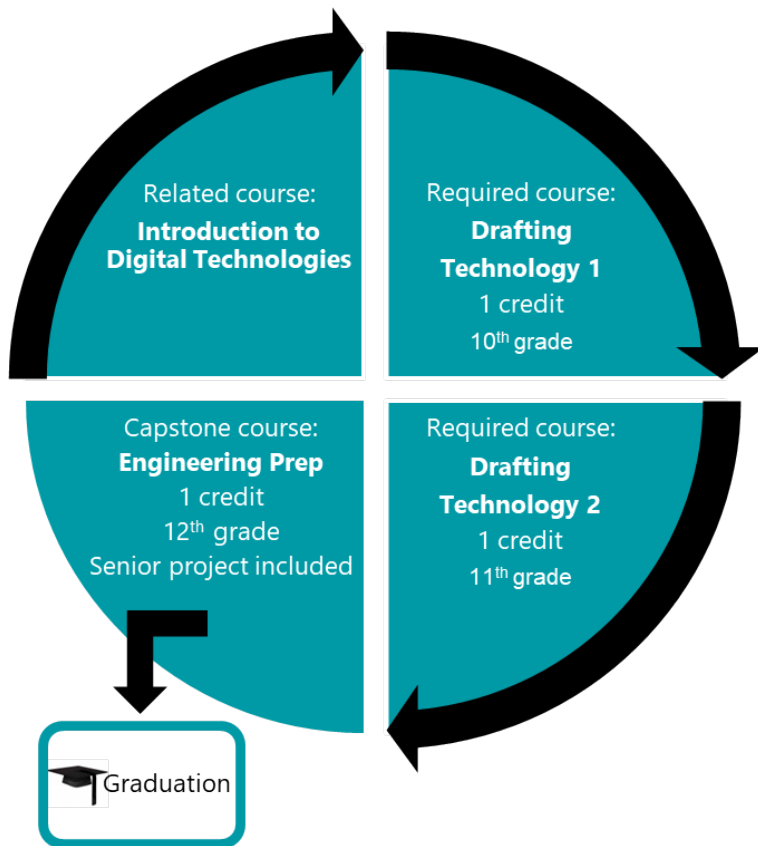 Related course:
Introduction to
Digital Technologies
Required course:
Drafting
Technology 1
1 credit
10th grade
Required course:
Drafting
Technology 2
1 credit
11th grade
Capstone course:
Engineering Prep
1 credit
12th grade
Senior project included
Graduation